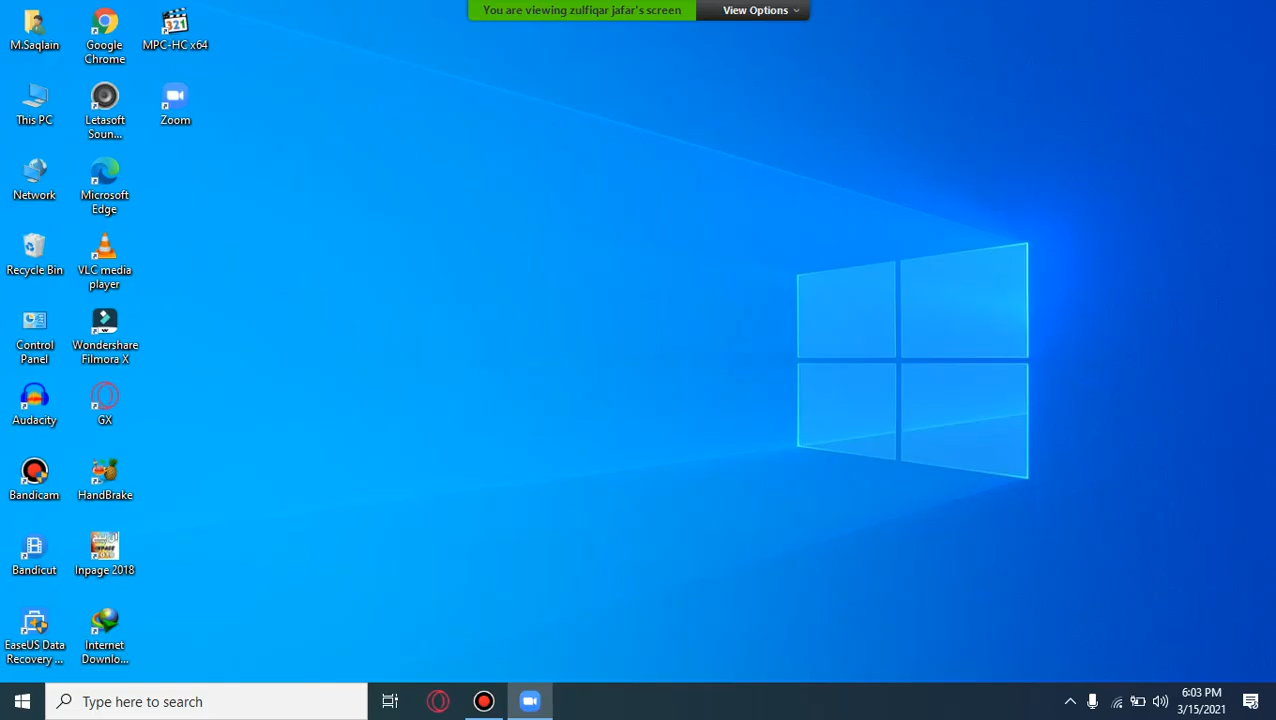 You are viewing zulfiqar jafar's screen
View Options
M.Saqlain
Google
Chrome
MPC-HC x64
This PC
Letasoft
Soun...
Zoom
Network
Microsoft
Edge
Recycle Bin
VLC media
player
Control
Panel
Wondershare
Filmora X
Audacity
GX
Bandicam
HandBrake
Bandicut
Inpage 2018
EaseUS Data
Recovery ...
Internet
Downlo...
Type here to search
6:03 PM
3/15/2021